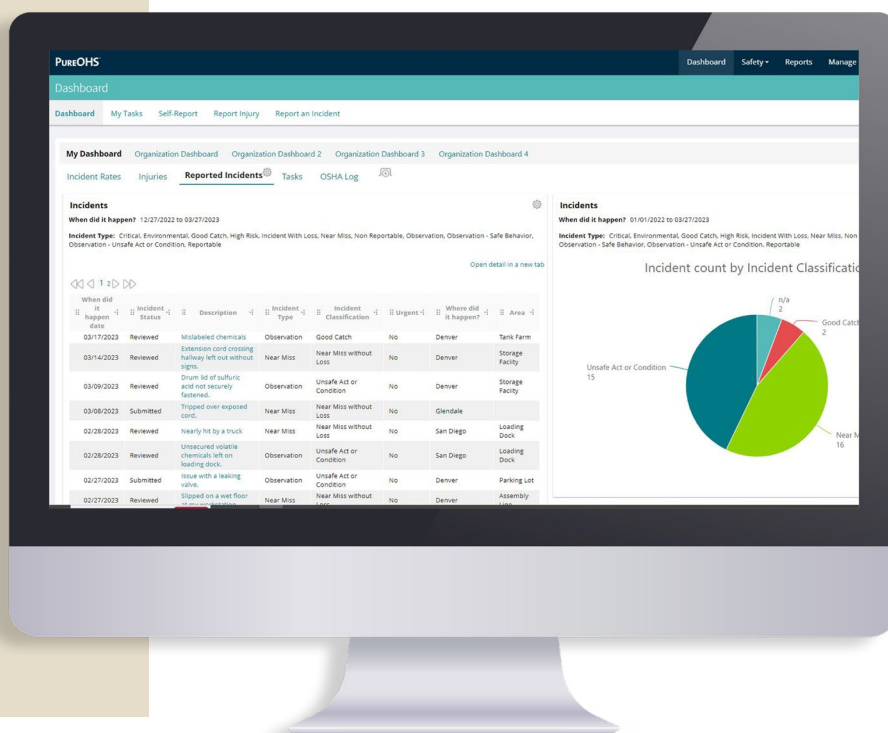 PUREOHS
Dashboard Safety Reports Manage
Dashboard
Dashboard My Tasks Self-Report Report Injury Report an Incident
My Dashboard Organization Dashboard Organization Dashboard 2 Organization Dashboard 3 Organization Dashboard 4
Incident Rates Injuries Reported Incidents Tasks OSHA Log
Incidents
When did it happen? 12/27/2022 to 03/27/2023
Incident Type: Critical, Environmental, Good Catch, High Risk, Incident With Loss, Near Miss, Non Reportable, Observation, Observation - Safe Behavior,
Observation - Unsafe Act or Condition, Reportable
Open detail in a new tab
1 2
When did it happen date Incident Status Description Incident Type Incident Classification Urgent Where did it happen? Area
03/17/2023 Reviewed Mislabeled chemicals Observation Good Catch No Denver Tank Farm
03/14/2023 Reviewed Extension cord crossing hallway left out without signs. Near Miss Near Miss without Loss No Denver Storage Facility
03/09/2023 Reviewed Drum lid of sulfuric acid not securely fastened. Observation Unsafe Act or Condition No Denver Storage Facility
03/08/2023 Submitted Tripped over exposed cord. Near Miss Near Miss without Loss No Glendale
02/28/2023 Reviewed Nearly hit by a truck Near Miss Near Miss without Loss No San Diego Loading Dock
02/28/2023 Reviewed Unsecured volatile chemicals left on loading dock. Observation Unsafe Act or Condition No San Diego Loading Dock
02/27/2023 Submitted Issue with a leaking valve. Observation Unsafe Act or Condition No Denver Parking Lot
02/27/2023 Reviewed Slipped on a wet floor at my workstation Near Miss Near Miss without Loss No Denver Assembly Line
Incidents
When did it happen? 01/01/2022 to 03/27/2023
Incident Type: Critical, Environmental, Good Catch, High Risk, Incident With Loss, Near Miss, Non
Observation - Safe Behavior, Observation - Unsafe Act or Condition, Reportable
Incident count by Incident Classificatio
n/a
2
Good Catch
2
Unsafe Act or Condition
15
Near M
16